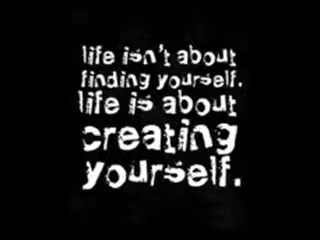 life isn't about
finding yourself.
life is about
creating
yourself.